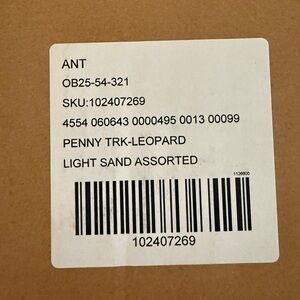 ANT
OB25-54-321
SKU:102407269
4554 060643 0000495 0013 00099
PENNY TRK-LEOPARD
LIGHT SAND ASSORTED
102407269